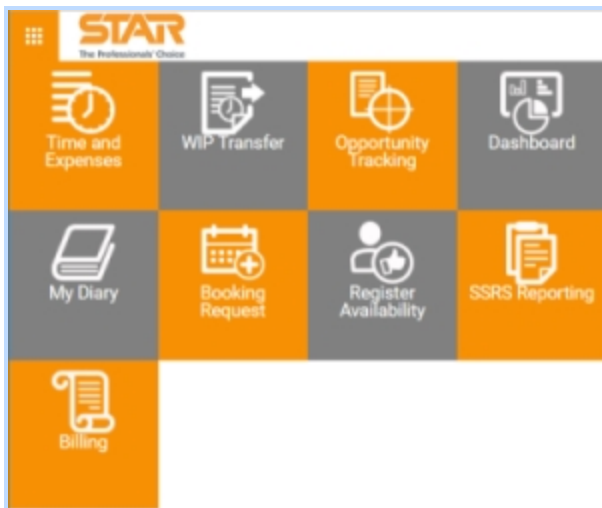 STAR
The Professionals' Choice
Time and
Expenses
WIP Transfer
Opportunity
Tracking
Dashboard
My Diary
Booking
Request
Register
Availability
SSRS Reporting
Billing